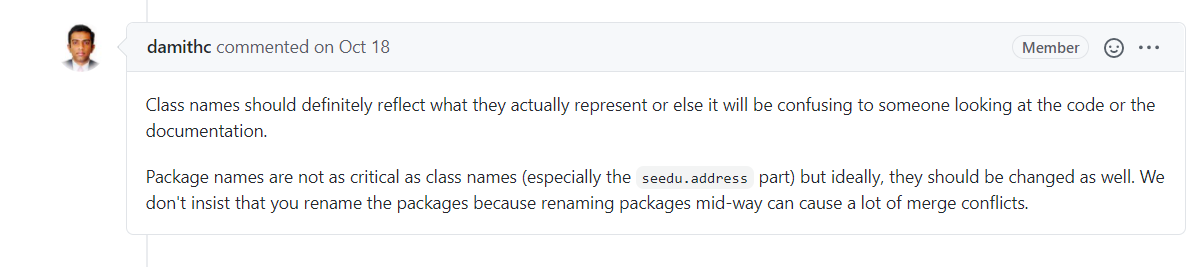 damithc commented on Oct 18
Member
Class names should definitely reflect what they actually represent or else it will be confusing to someone looking at the code or the
documentation.
Package names are not as critical as class names (especially the seedu.address part) but ideally, they should be changed as well. We
don't insist that you rename the packages because renaming packages mid-way can cause a lot of merge conflicts.